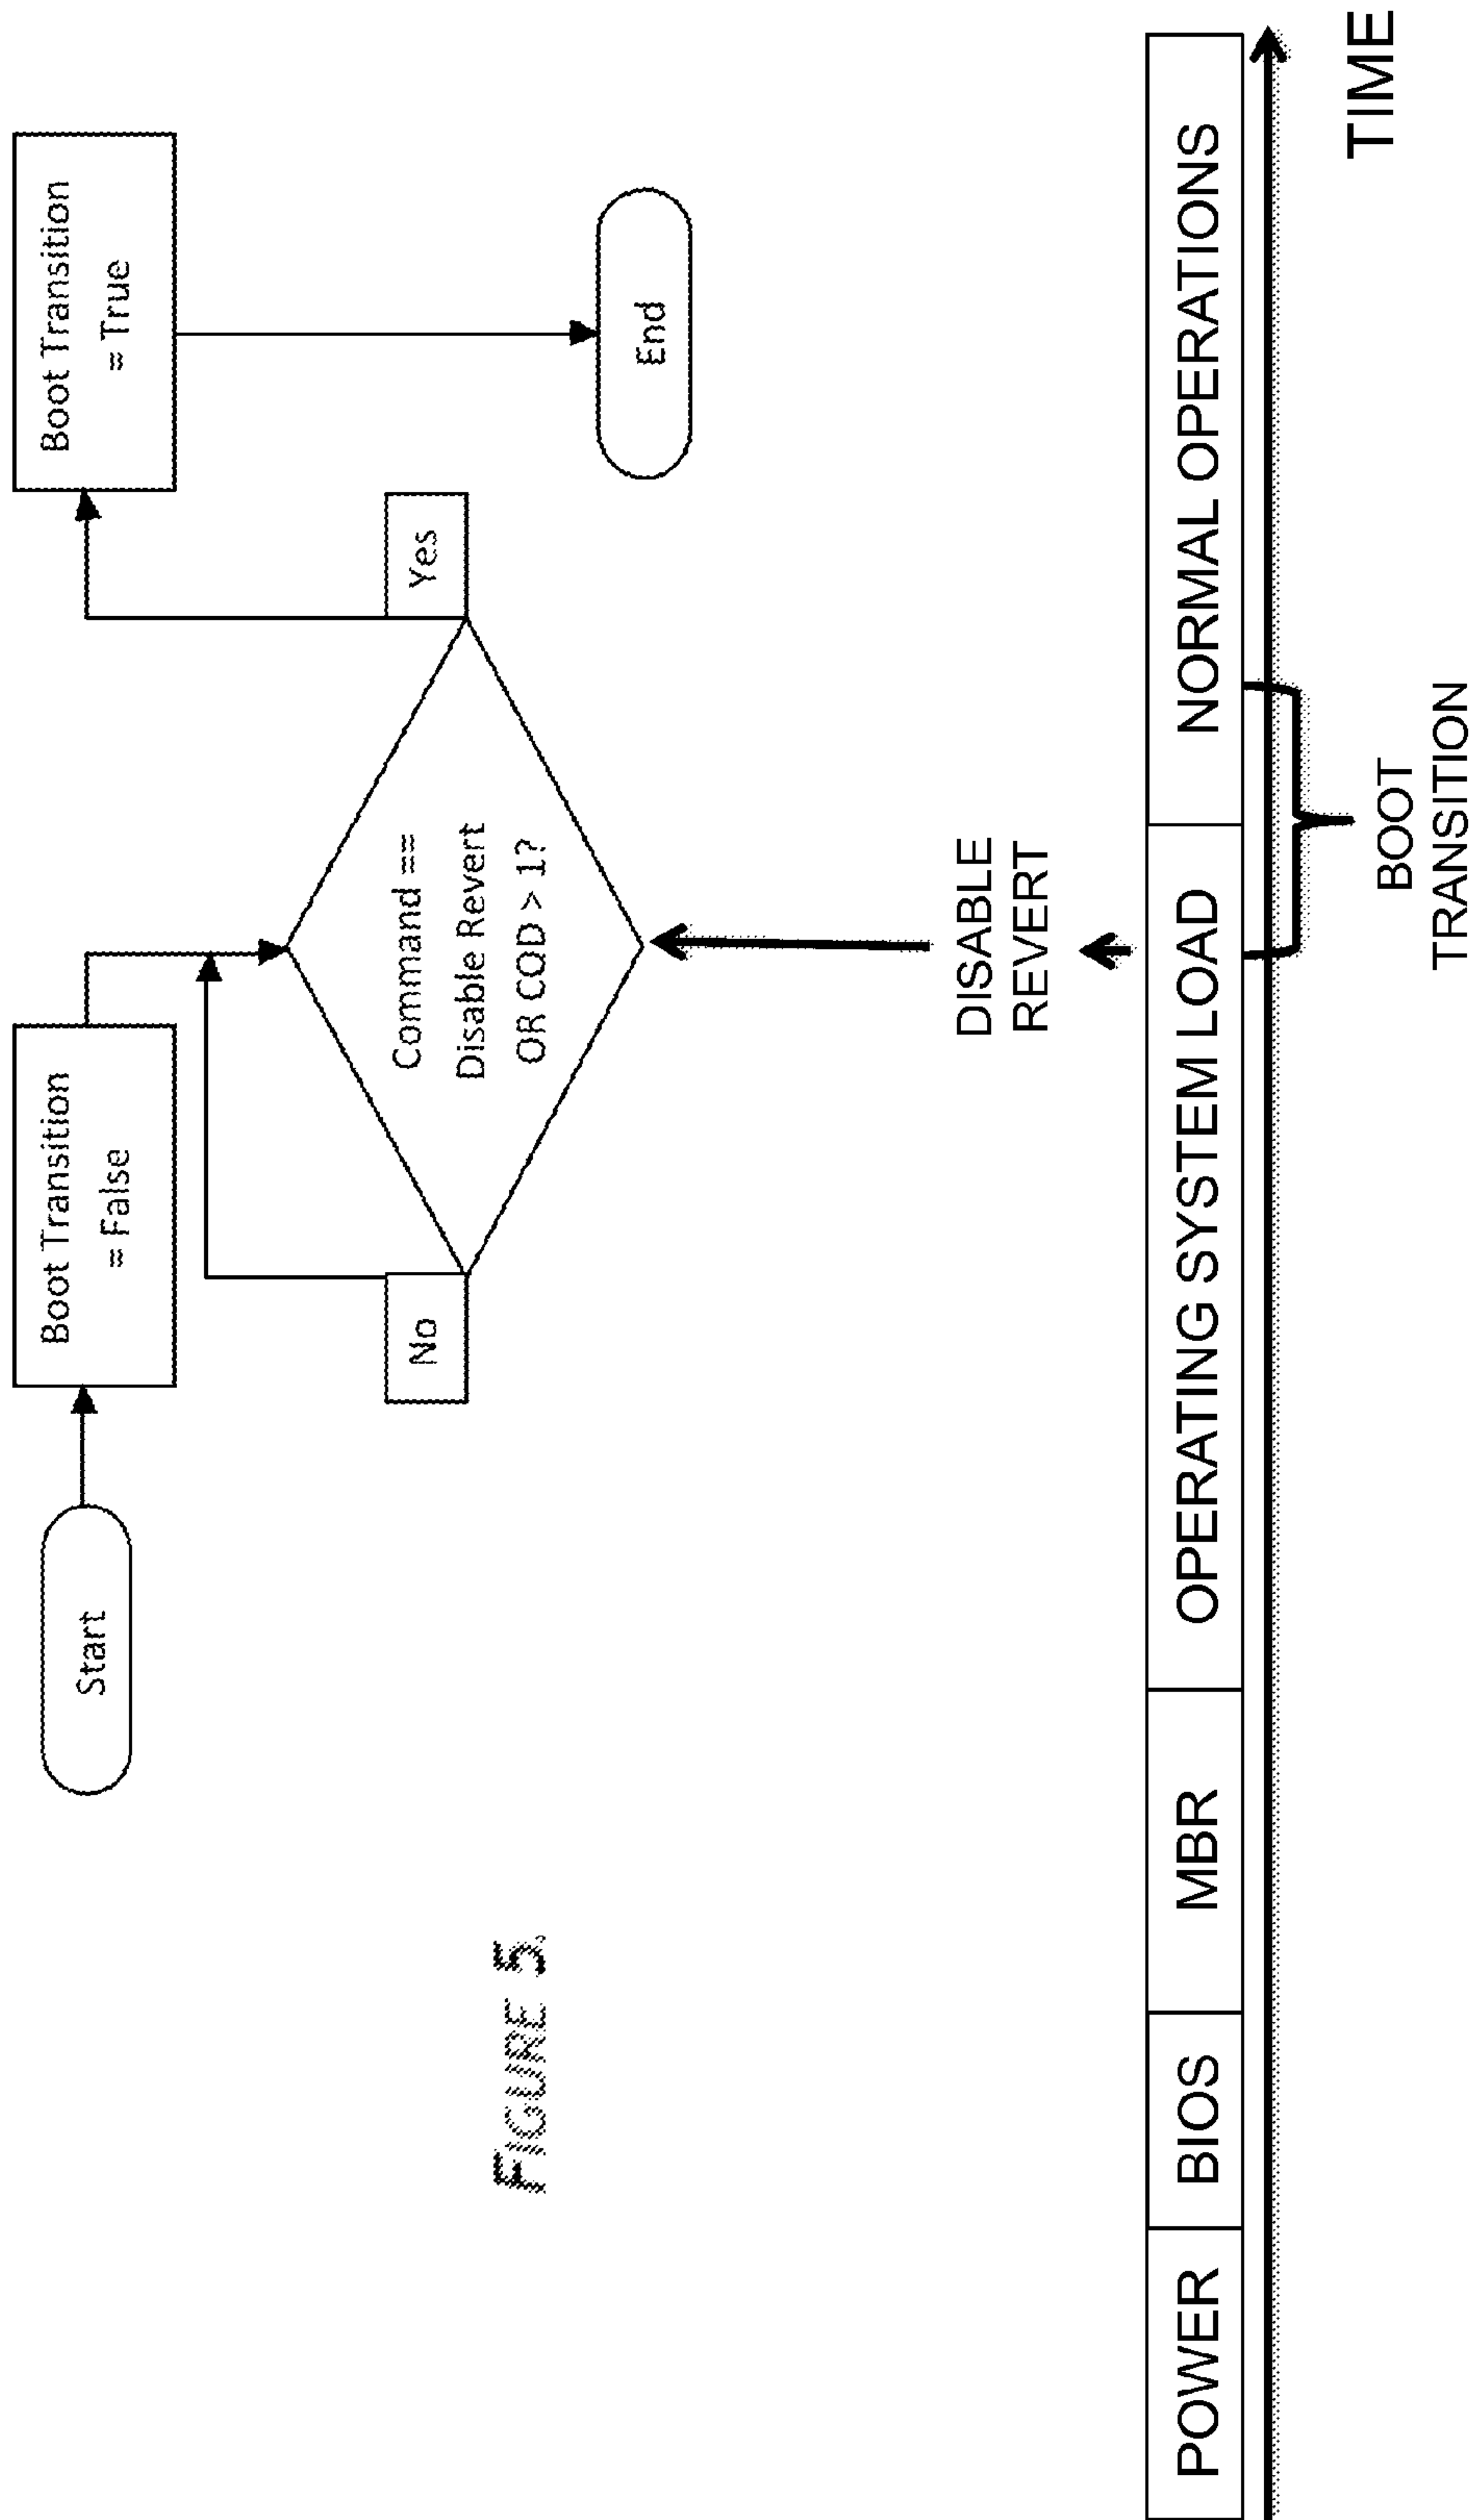 Start
Boot Transition
= False
Boot Transition
= True
Command ==
Disable Revert
OR CQD > 1?
No
Yes
End
FIGURE 5
DISABLE
REVERT
POWER
BIOS
MBR
OPERATING SYSTEM LOAD
NORMAL OPERATIONS
BOOT
TRANSITION
TIME